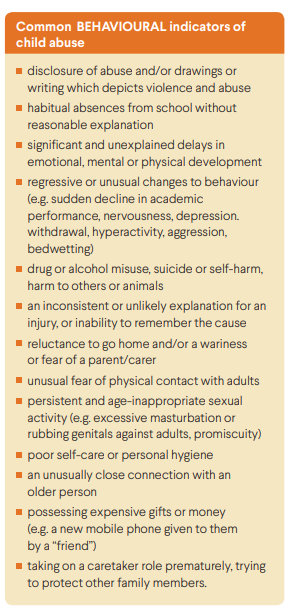 Common BEHAVIOURAL indicators of
child abuse
■ disclosure of abuse and/or drawings or
writing which depicts violence and abuse
■ habitual absences from school without
reasonable explanation
■ significant and unexplained delays in
emotional, mental or physical development
■ regressive or unusual changes to behaviour
(e.g. sudden decline in academic
performance, nervousness, depression.
withdrawal, hyperactivity, aggression,
bedwetting)
■ drug or alcohol misuse, suicide or self-harm,
harm to others or animals
■ an inconsistent or unlikely explanation for an
injury, or inability to remember the cause
■ reluctance to go home and/or a wariness
or fear of a parent/carer
■ unusual fear of physical contact with adults
■ persistent and age-inappropriate sexual
activity (e.g. excessive masturbation or
rubbing genitals against adults, promiscuity)
■ poor self-care or personal hygiene
■ an unusually close connection with an
older person
■ possessing expensive gifts or money
(e.g. a new mobile phone given to them
by a “friend”)
■ taking on a caretaker role prematurely, trying
to protect other family members.